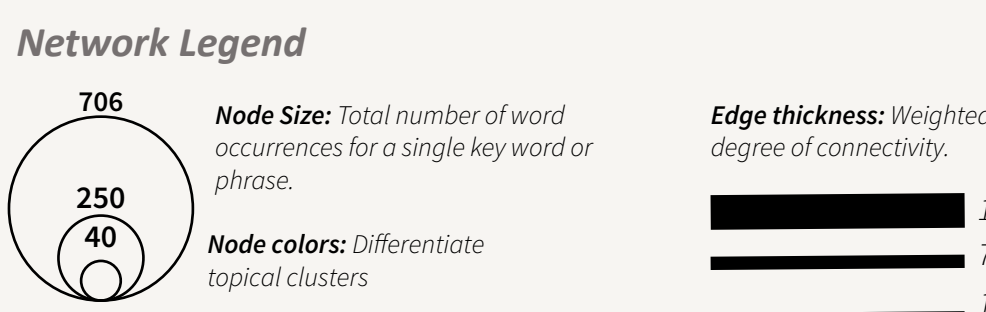 Network Legend
706
250
40
Node Size: Total number of word
occurrences for a single key word or
phrase.
Node colors: Differentiate
topical clusters
Edge thickness: Weighted
degree of connectivity.